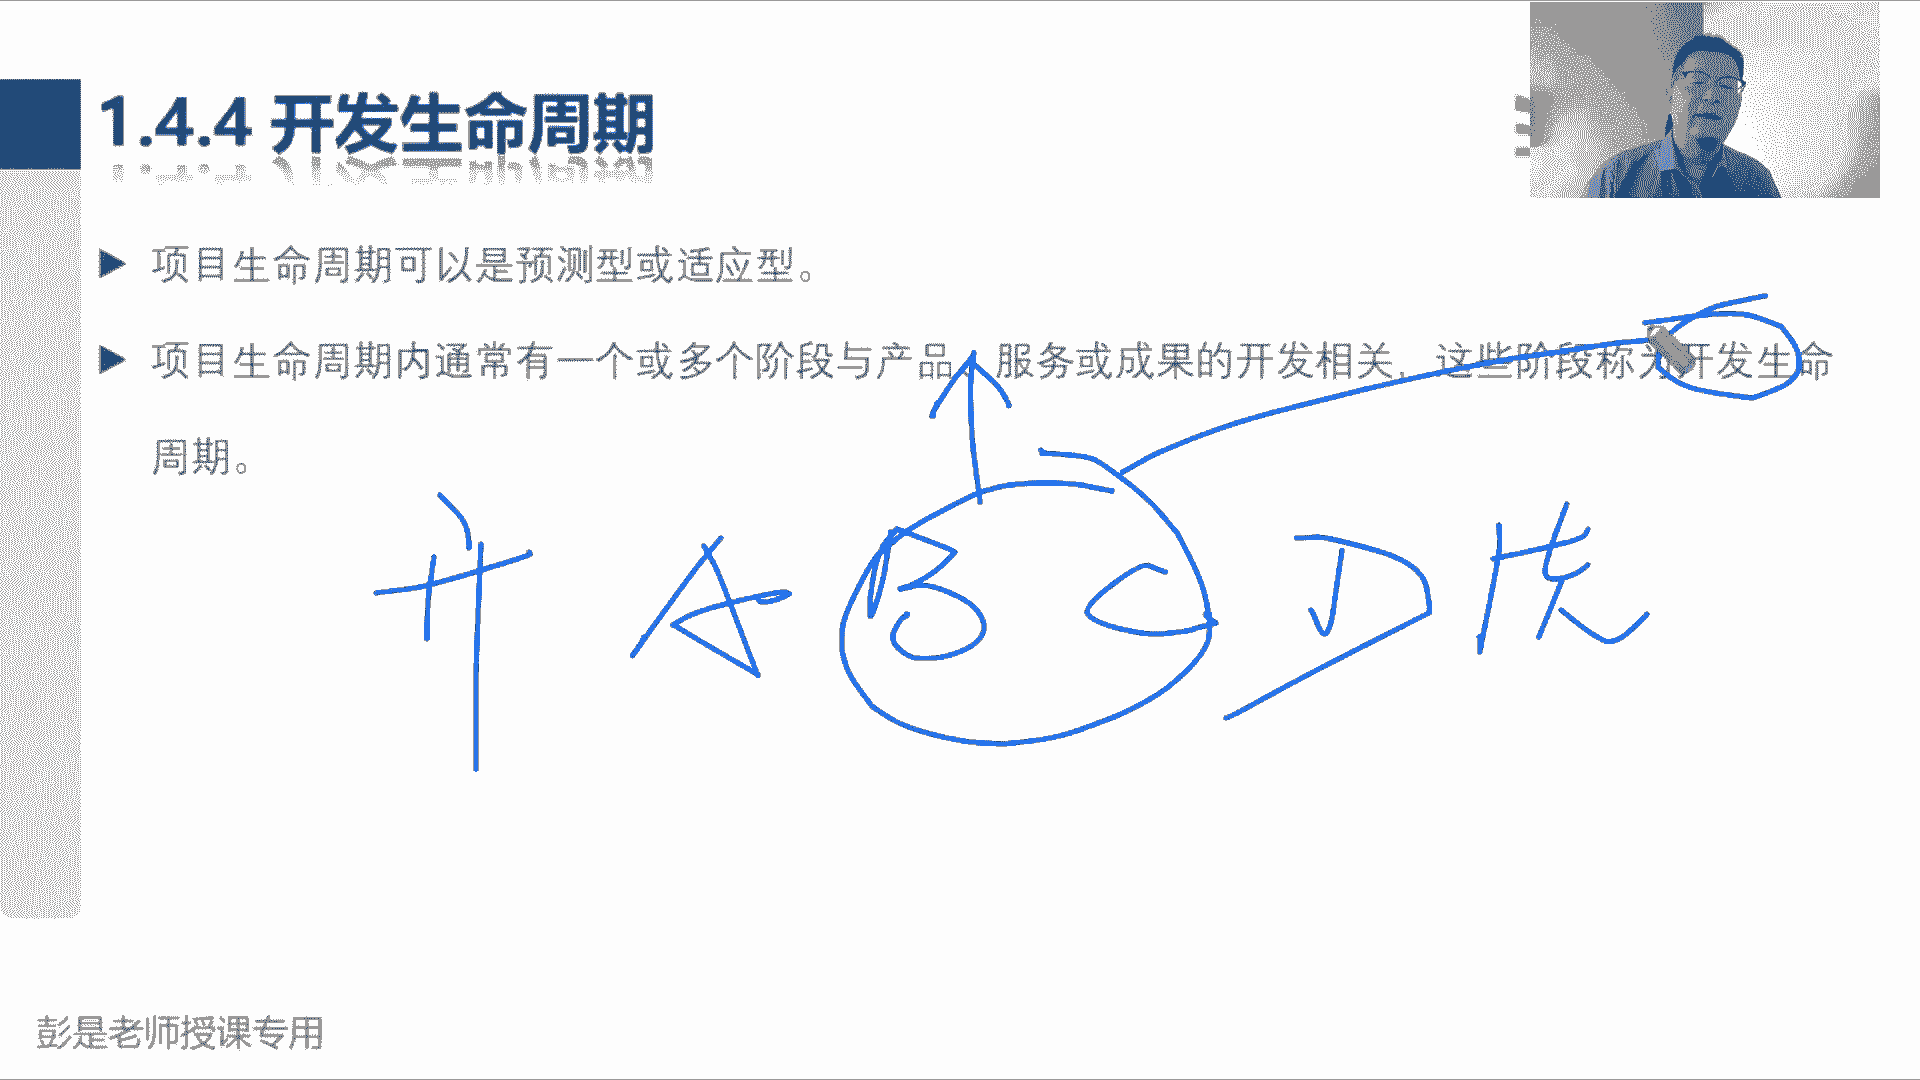 1.4.4 开发生命周期
项目生命周期可以是预测型或适应型。
项目生命周期内通常有一个或多个阶段与产品、服务或成果的开发相关，这些阶段称为开发生命
周期。
A B C D
彭是老师授课专用